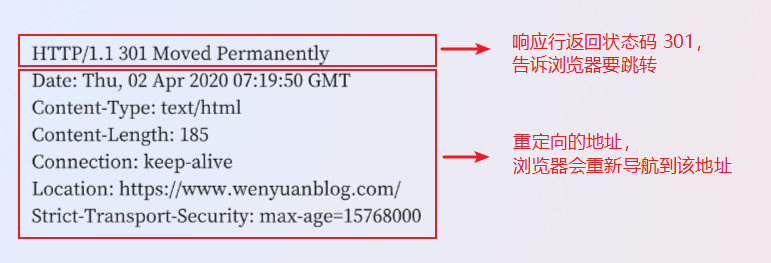 HTTP/1.1 301 Moved Permanently
Date: Thu, 02 Apr 2020 07:19:50 GMT
Content-Type: text/html
Content-Length: 185
Connection: keep-alive
Location: https://www.wenyuanblog.com/
Strict-Transport-Security: max-age=15768000
响应行返回状态码 301，
告诉浏览器要跳转
重定向的地址，
浏览器会重新导航到该地址